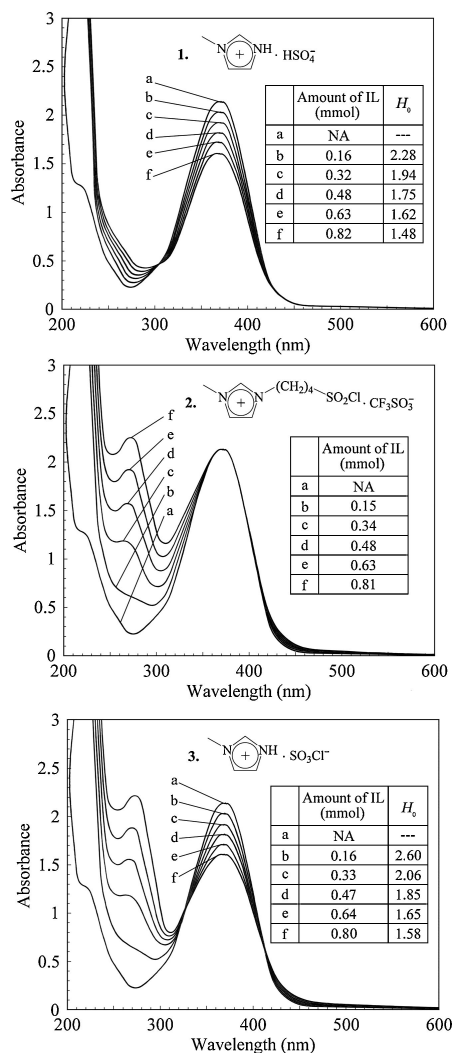 3
2.5
2
1.5
1
0.5
0
Absorbance
200 300 400 500 600
Wavelength (nm)
1.
N + NH · HSO₄⁻
a
b
c
d
e
f
Amount of IL (mmol) H₀
a NA ---
b 0.16 2.28
c 0.32 1.94
d 0.48 1.75
e 0.63 1.62
f 0.82 1.48
3
2.5
2
1.5
1
0.5
0
Absorbance
200 300 400 500 600
Wavelength (nm)
2.
N + N (CH₂)₄ SO₂Cl · CF₃SO₃⁻
f
e
d
c
b
a
Amount of IL (mmol)
a NA
b 0.15
c 0.34
d 0.48
e 0.63
f 0.81
3
2.5
2
1.5
1
0.5
0
Absorbance
200 300 400 500 600
Wavelength (nm)
3.
N + NH · SO₃Cl⁻
a
b
c
d
e
f
Amount of IL (mmol) H₀
a NA ---
b 0.16 2.60
c 0.33 2.06
d 0.47 1.85
e 0.64 1.65
f 0.80 1.58